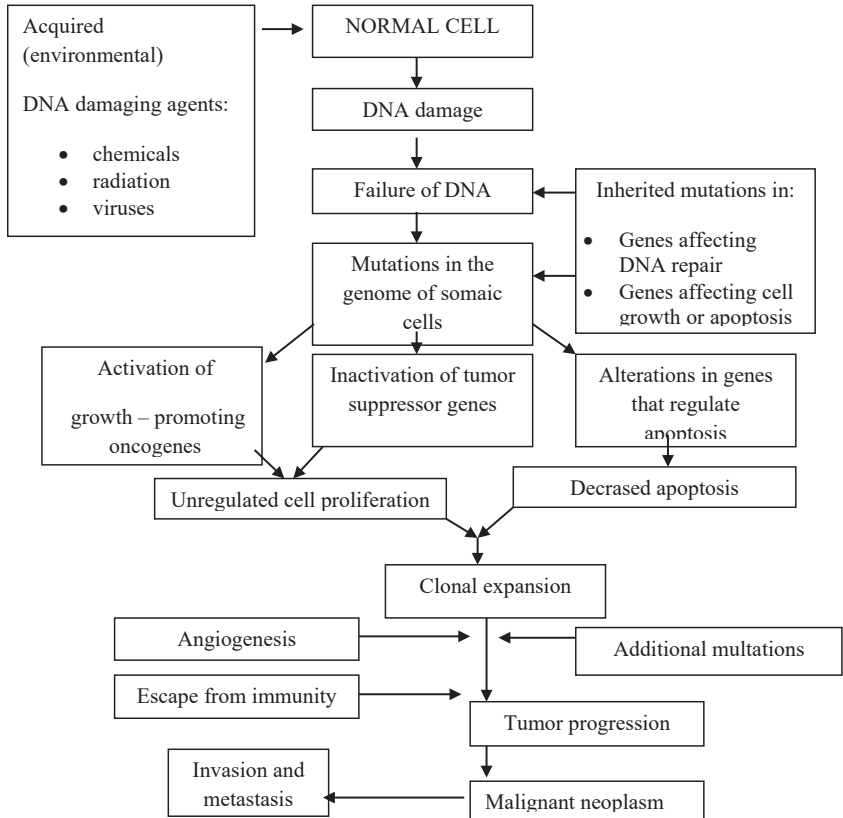 Acquired
(environmental)
DNA damaging agents:
• chemicals
• radiation
• viruses
NORMAL CELL
DNA damage
Failure of DNA
Inherited mutations in:
• Genes affecting
DNA repair
• Genes affecting cell
growth or apoptosis
Mutations in the
genome of somaic
cells
Activation of
growth – promoting
oncogenes
Inactivation of tumor
suppressor genes
Alterations in genes
that regulate
apoptosis
Unregulated cell proliferation
Decrased apoptosis
Clonal expansion
Angiogenesis
Additional multations
Escape from immunity
Tumor progression
Invasion and
metastasis
Malignant neoplasm